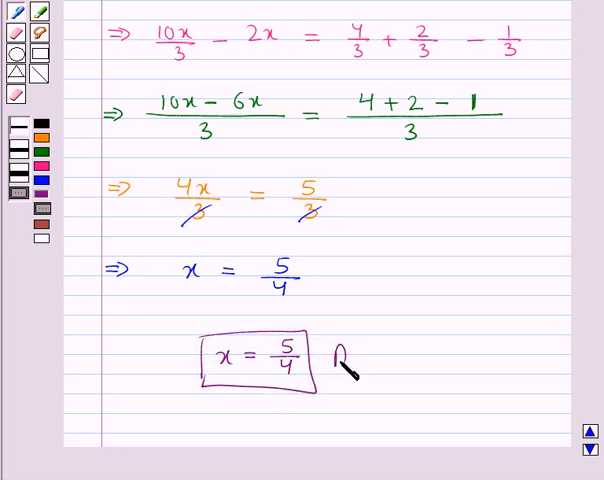 ⇒ 10x/3 - 2x = 4/3 + 2/3 - 1/3
⇒ 10x - 6x/3 = 4 + 2 - 1/3
⇒ 4x/3 = 5/3
⇒ x = 5/4
x = 5/4